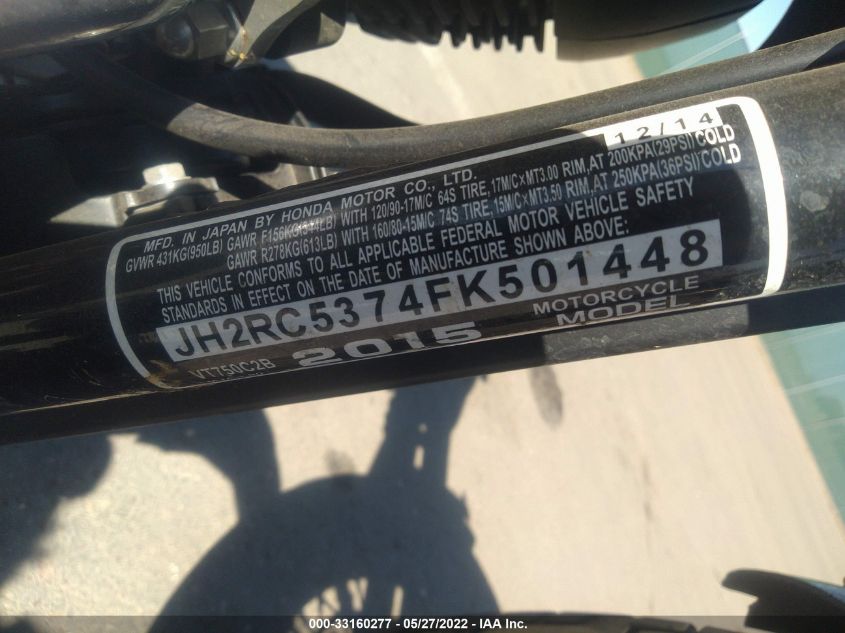 12/14
MFD. IN JAPAN BY HONDA MOTOR CO., LTD.
GVWR 431KG(950LB) GAWR F156KG(344LB) WITH 120/90-17M/C 64S TIRE, 17M/C×MT3.00 RIM, AT 200KPA(29PSI)/COLD
GAWR R278KG(613LB) WITH 160/80-15M/C 74S TIRE, 15M/C×MT3.50 RIM, AT 250KPA(36PSI)/COLD
THIS VEHICLE CONFORMS TO ALL APPLICABLE FEDERAL MOTOR VEHICLE SAFETY
STANDARDS IN EFFECT ON THE DATE OF MANUFACTURE SHOWN ABOVE:
JH2RC5374FK501448
VT750C2B 2015 MOTORCYCLE
MODEL
000-33160277 - 05/27/2022 - IAA Inc.